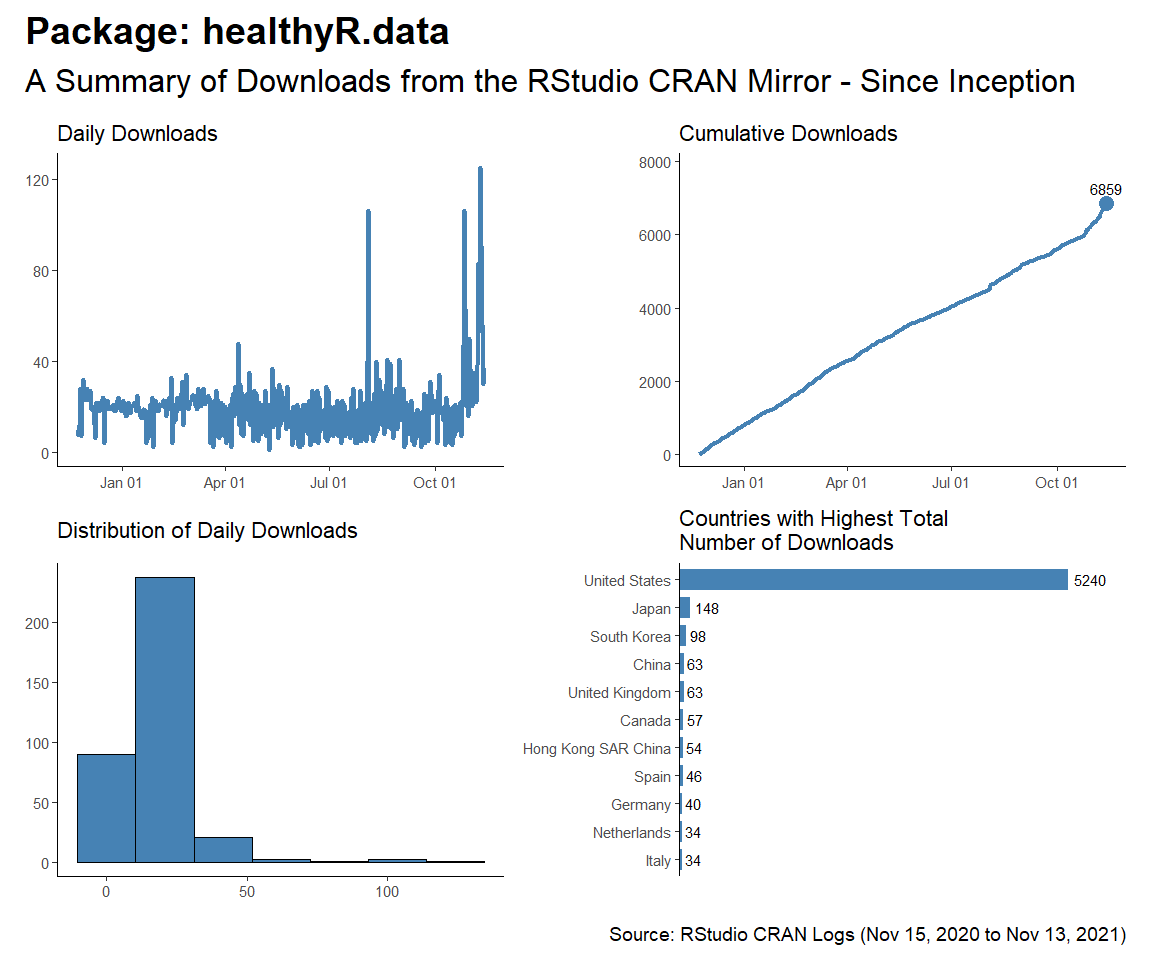 Package: healthyR.data
A Summary of Downloads from the RStudio CRAN Mirror - Since Inception
Daily Downloads
120
80
40
0
Jan 01 Apr 01 Jul 01 Oct 01
Cumulative Downloads
8000
6000
4000
2000
0
6859
Jan 01 Apr 01 Jul 01 Oct 01
Distribution of Daily Downloads
200
150
100
50
0
0 50 100
Countries with Highest Total
Number of Downloads
United States 5240
Japan 148
South Korea 98
China 63
United Kingdom 63
Canada 57
Hong Kong SAR China 54
Spain 46
Germany 40
Netherlands 34
Italy 34
Source: RStudio CRAN Logs (Nov 15, 2020 to Nov 13, 2021)